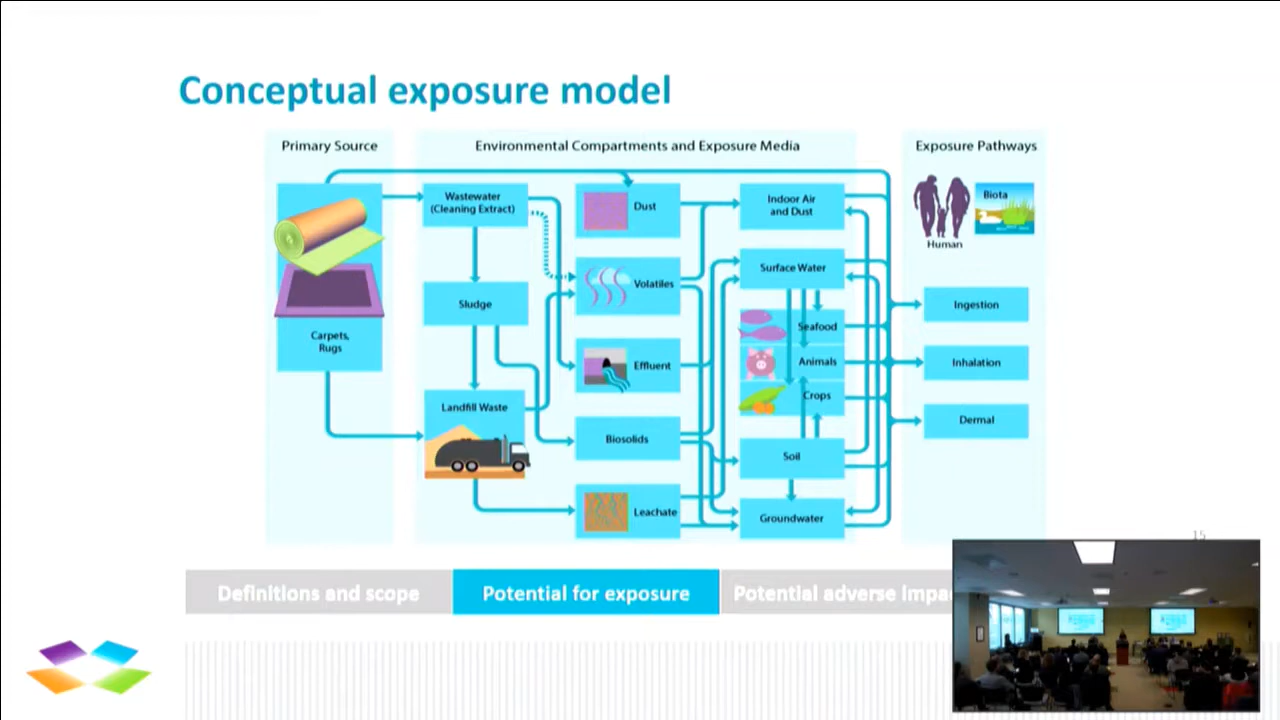 Conceptual exposure model
Primary Source
Environmental Compartments and Exposure Media
Exposure Pathways
Wastewater
(Cleaning Extract)
Dust
Indoor Air
and Dust
Biota
Human
Sludge
Volatiles
Surface Water
Ingestion
Carpets,
Rugs
Seafood
Effluent
Animals
Inhalation
Landfill Waste
Crops
Dermal
Biosolids
Soil
Leachate
Groundwater
15
Definitions and scope
Potential for exposure
Potential adverse impa